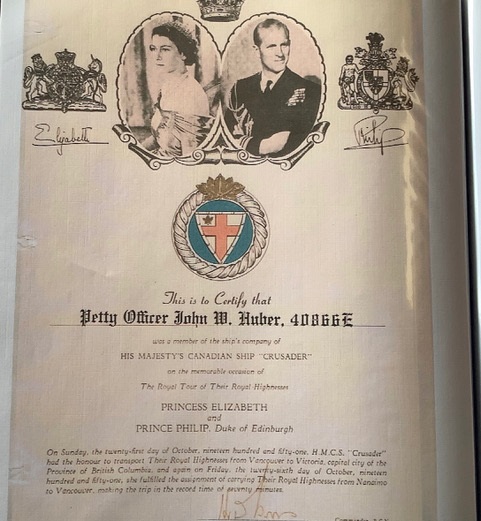 Elizabeth
Philip
This is to Certify that
Petty Officer John W. Huber, 40866E
was a member of the ship's company of
HIS MAJESTY'S CANADIAN SHIP "CRUSADER"
on the memorable occasion of
The Royal Tour of Their Royal Highnesses
PRINCESS ELIZABETH
and
PRINCE PHILIP, Duke of Edinburgh
On Sunday, the twenty-first day of October, nineteen hundred and fifty-one, H.M.C.S. "Crusader"
had the honour to transport Their Royal Highnesses from Vancouver to Victoria, capital city of the
Province of British Columbia, and again on Friday, the twenty-sixth day of October, nineteen
hundred and fifty-one, she fulfilled the assignment of carrying Their Royal Highnesses from Nanaimo
to Vancouver, making the trip in the record time of seventy minutes.